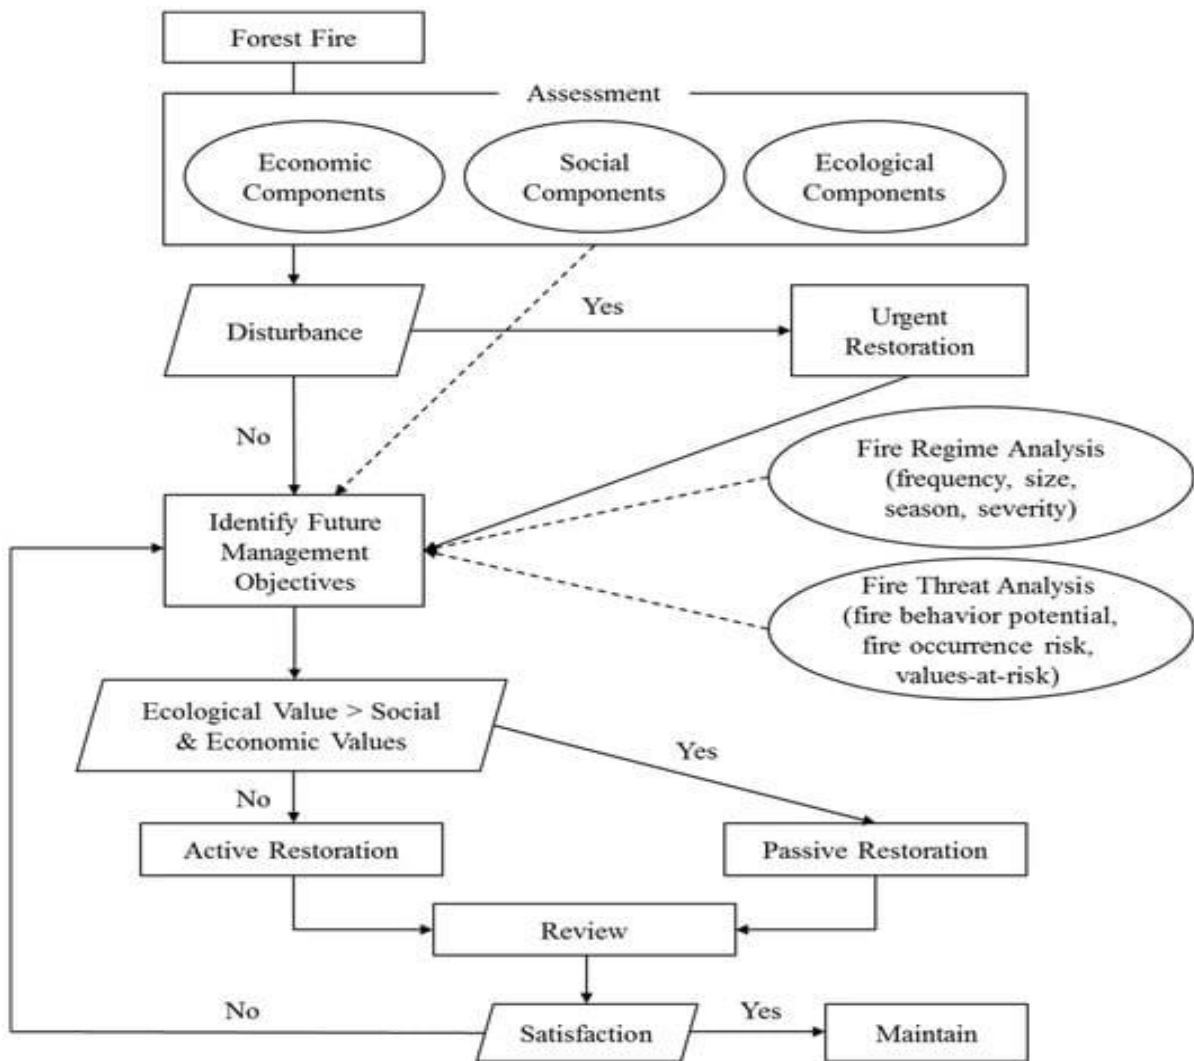 Forest Fire
Assessment
Economic
Components
Social
Components
Ecological
Components
Disturbance
Yes
Urgent
Restoration
No
Fire Regime Analysis
(frequency, size,
season, severity)
Identify Future
Management
Objectives
Fire Threat Analysis
(fire behavior potential,
fire occurrence risk,
values-at-risk)
Ecological Value > Social
& Economic Values
Yes
No
Active Restoration
Passive Restoration
Review
No
Satisfaction
Yes
Maintain